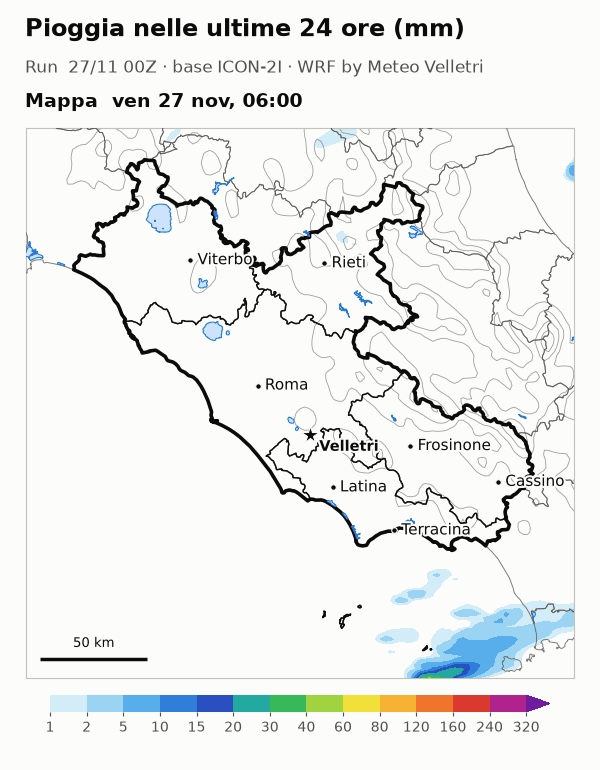 Pioggia nelle ultime 24 ore (mm)
Run 27/11 00Z · base ICON-2I · WRF by Meteo Velletri
Mappa ven 27 nov, 06:00
Viterbo
Rieti
Roma
Velletri
Frosinone
Latina
Cassino
Terracina
50 km
1 2 5 10 15 20 30 40 60 80 120 160 240 320